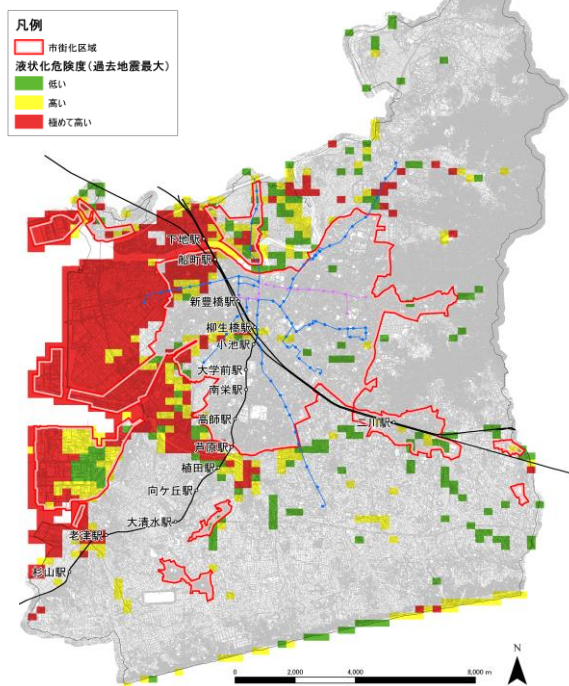 凡例
市街化区域
液状化危険度(過去地震最大)
低い
高い
極めて高い
下地駅
船町駅
新豊橋駅
柳生橋駅
小池駅
大学前駅
南栄駅
高師駅
二川駅
芦原駅
植田駅
向ケ丘駅
大清水駅
老津駅
杉山駅
N
0 2,000 4,000 8,000 m